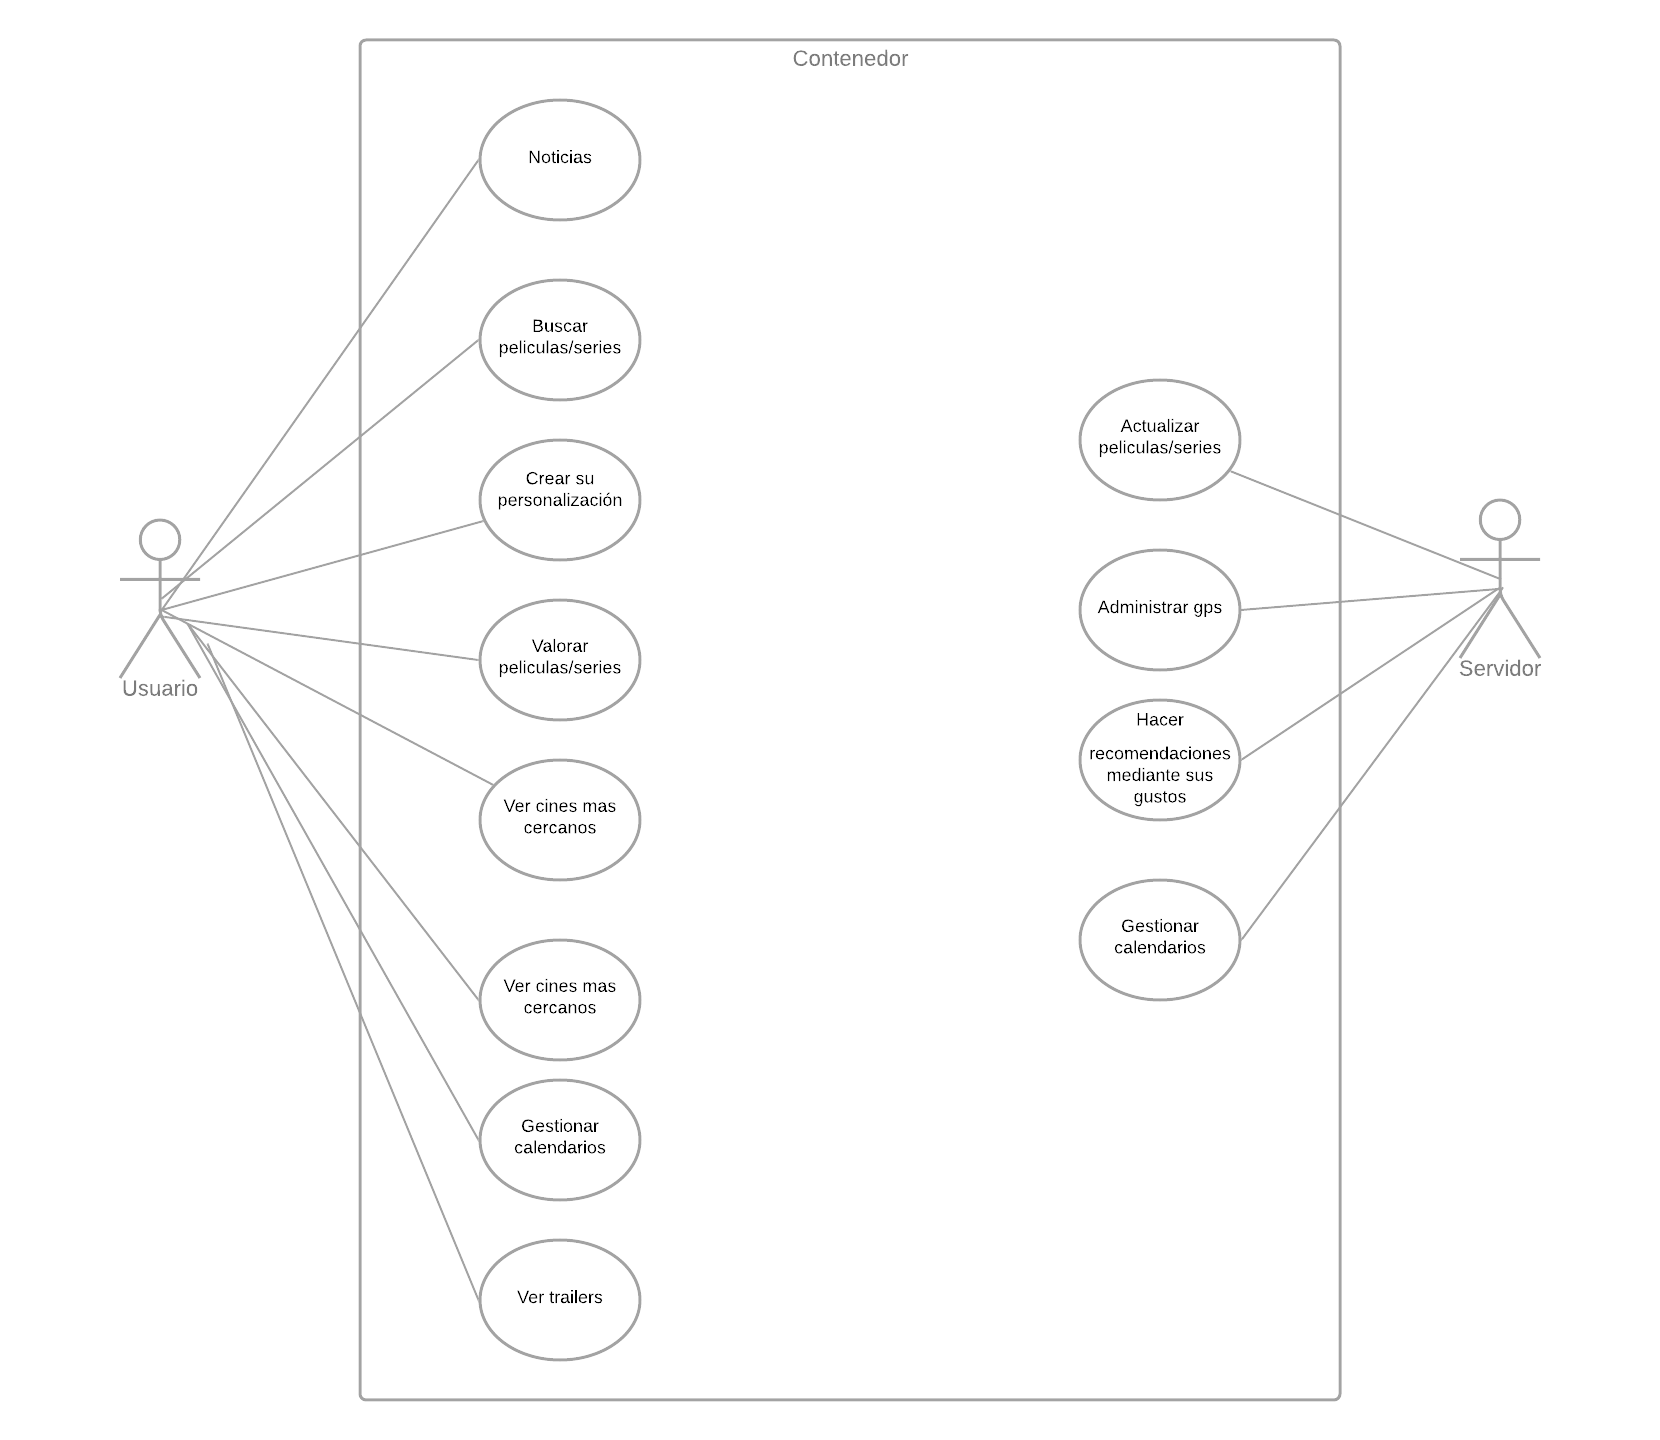 Contenedor
Noticias
Buscar
peliculas/series
Crear su
personalización
Valorar
peliculas/series
Ver cines mas
cercanos
Ver cines mas
cercanos
Gestionar
calendarios
Ver trailers
Usuario
Actualizar
peliculas/series
Administrar gps
Hacer
recomendaciones
mediante sus
gustos
Gestionar
calendarios
Servidor